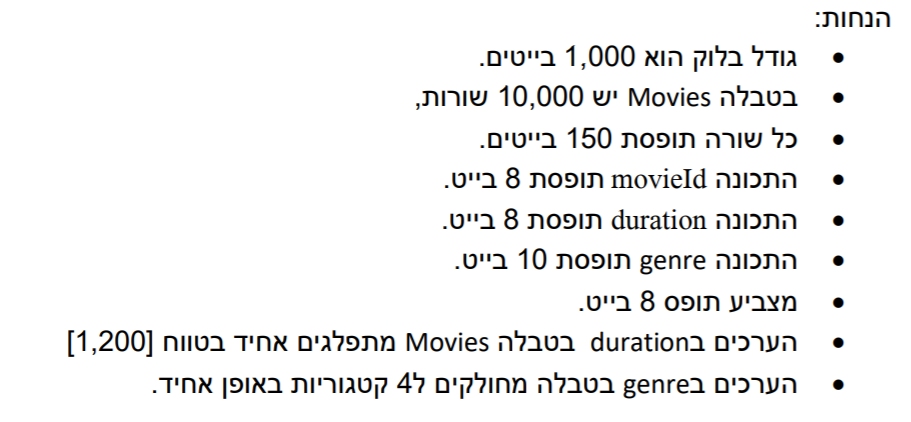 הנחות:
• גודל בלוק הוא 1,000 בייטים.
• בטבלה Movies יש 10,000 שורות,
• כל שורה תופסת 150 בייטים.
• התכונה movieId תופסת 8 בייט.
• התכונה duration תופסת 8 בייט.
• התכונה genre תופסת 10 בייט.
• מצביע תופס 8 בייט.
• הערכים בduration בטבלה Movies מתפלגים אחיד בטווח [1,200]
• הערכים בgenre בטבלה מחולקים ל4 קטגוריות באופן אחיד.